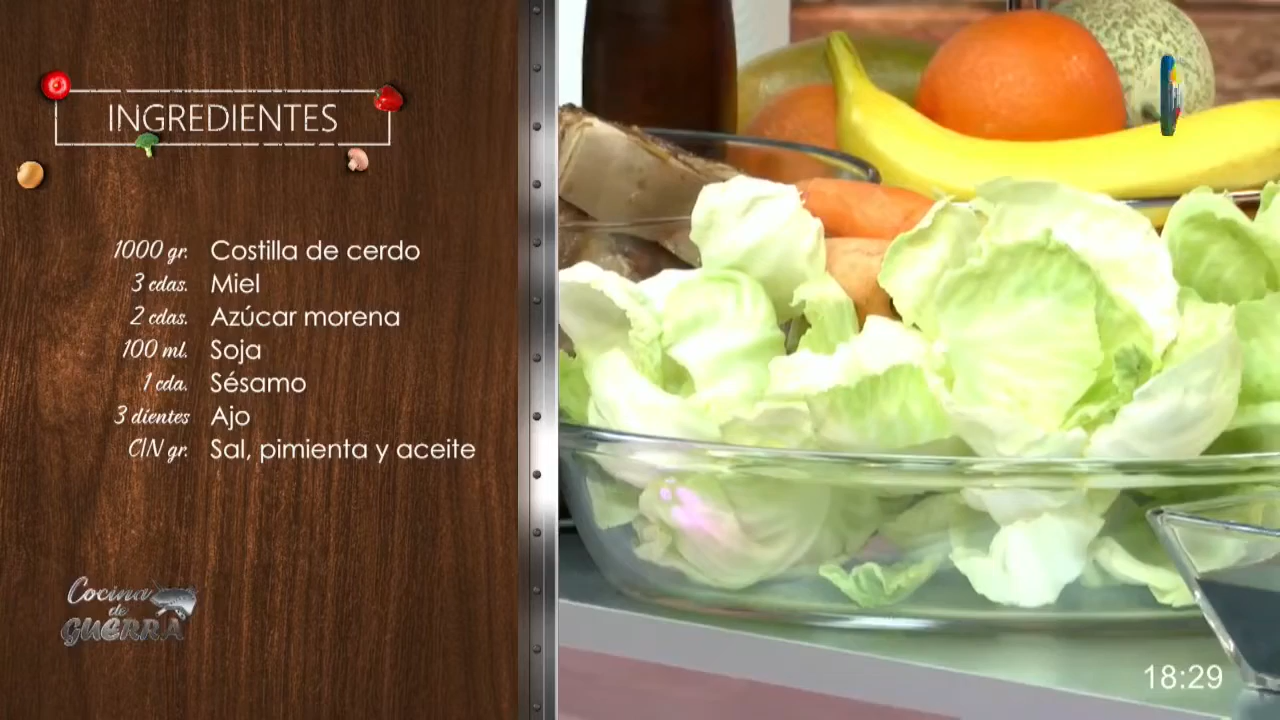 INGREDIENTES
1000 gr. Costilla de cerdo
3 cdas. Miel
2 cdas. Azúcar morena
100 ml. Soja
1 cda. Sésamo
3 dientes Ajo
C/N gr. Sal, pimienta y aceite
Cocina
de
GUERRA
18:29